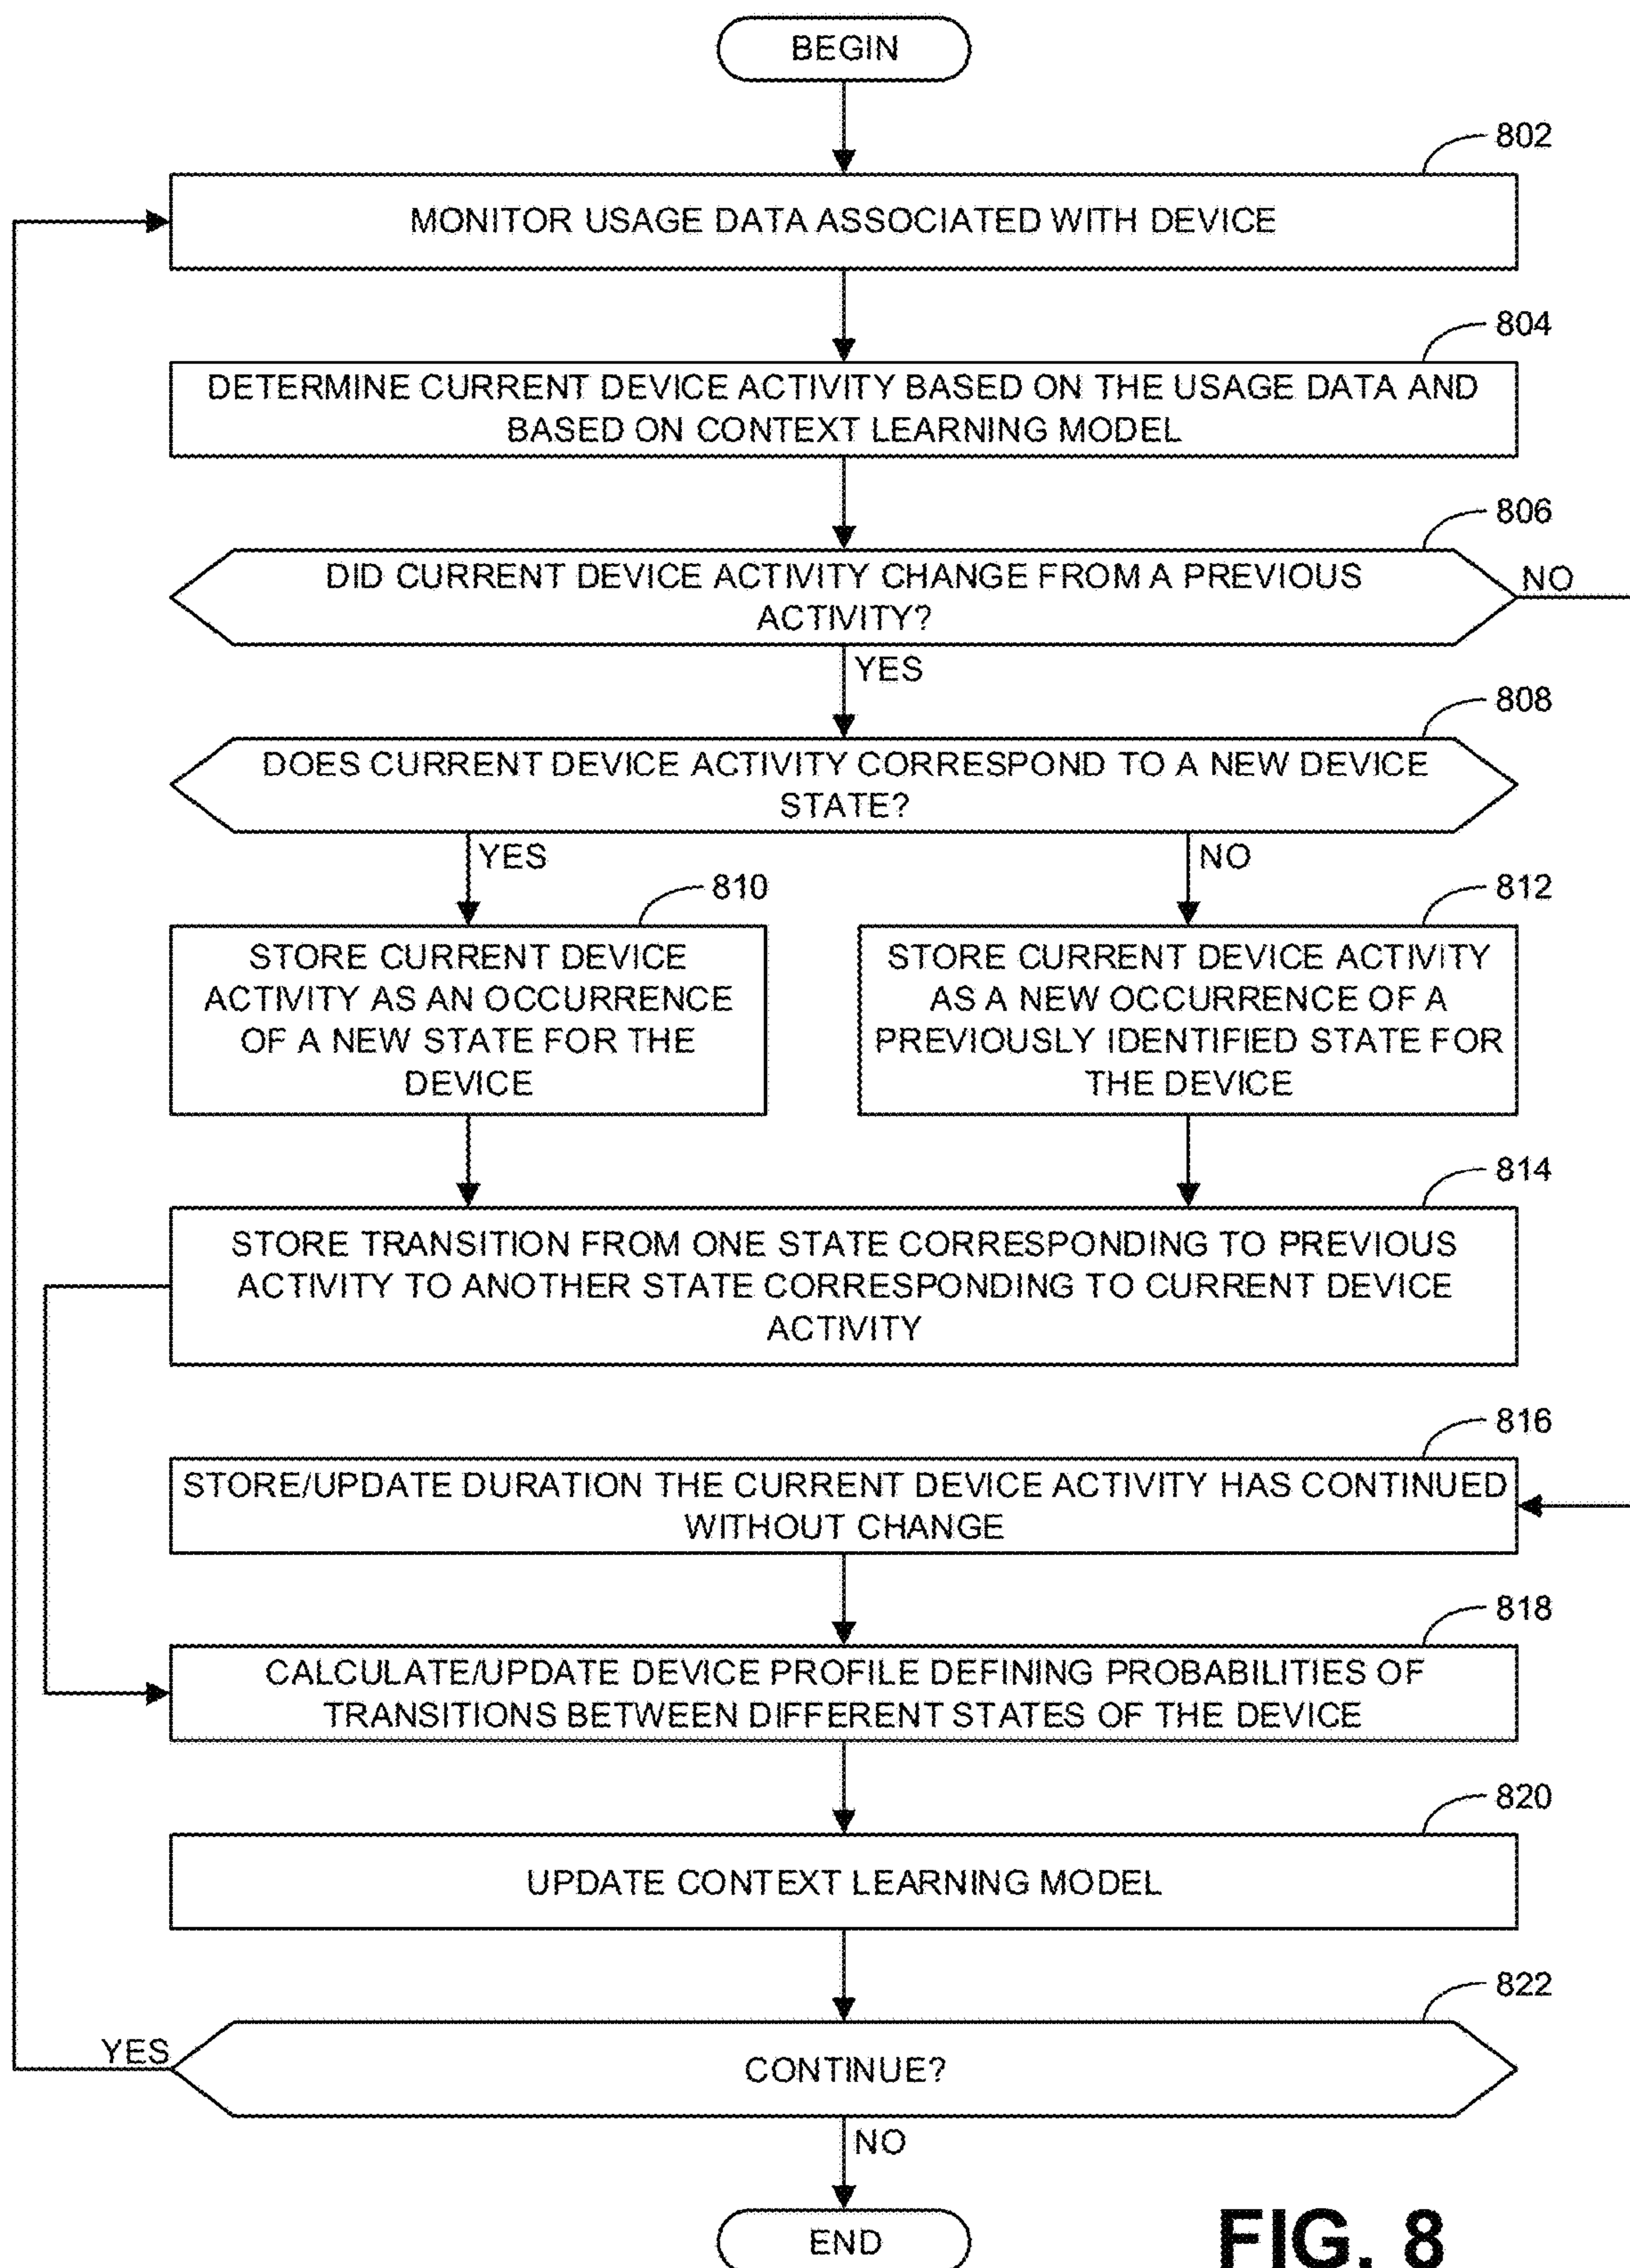 BEGIN
802
MONITOR USAGE DATA ASSOCIATED WITH DEVICE
804
DETERMINE CURRENT DEVICE ACTIVITY BASED ON THE USAGE DATA AND
BASED ON CONTEXT LEARNING MODEL
806
DID CURRENT DEVICE ACTIVITY CHANGE FROM A PREVIOUS
ACTIVITY?
NO
YES
808
DOES CURRENT DEVICE ACTIVITY CORRESPOND TO A NEW DEVICE
STATE?
YES
NO
810
STORE CURRENT DEVICE
ACTIVITY AS AN OCCURRENCE
OF A NEW STATE FOR THE
DEVICE
812
STORE CURRENT DEVICE ACTIVITY
AS A NEW OCCURRENCE OF A
PREVIOUSLY IDENTIFIED STATE FOR
THE DEVICE
814
STORE TRANSITION FROM ONE STATE CORRESPONDING TO PREVIOUS
ACTIVITY TO ANOTHER STATE CORRESPONDING TO CURRENT DEVICE
ACTIVITY
816
STORE/UPDATE DURATION THE CURRENT DEVICE ACTIVITY HAS CONTINUED
WITHOUT CHANGE
818
CALCULATE/UPDATE DEVICE PROFILE DEFINING PROBABILITIES OF
TRANSITIONS BETWEEN DIFFERENT STATES OF THE DEVICE
820
UPDATE CONTEXT LEARNING MODEL
822
YES
CONTINUE?
NO
END
FIG. 8